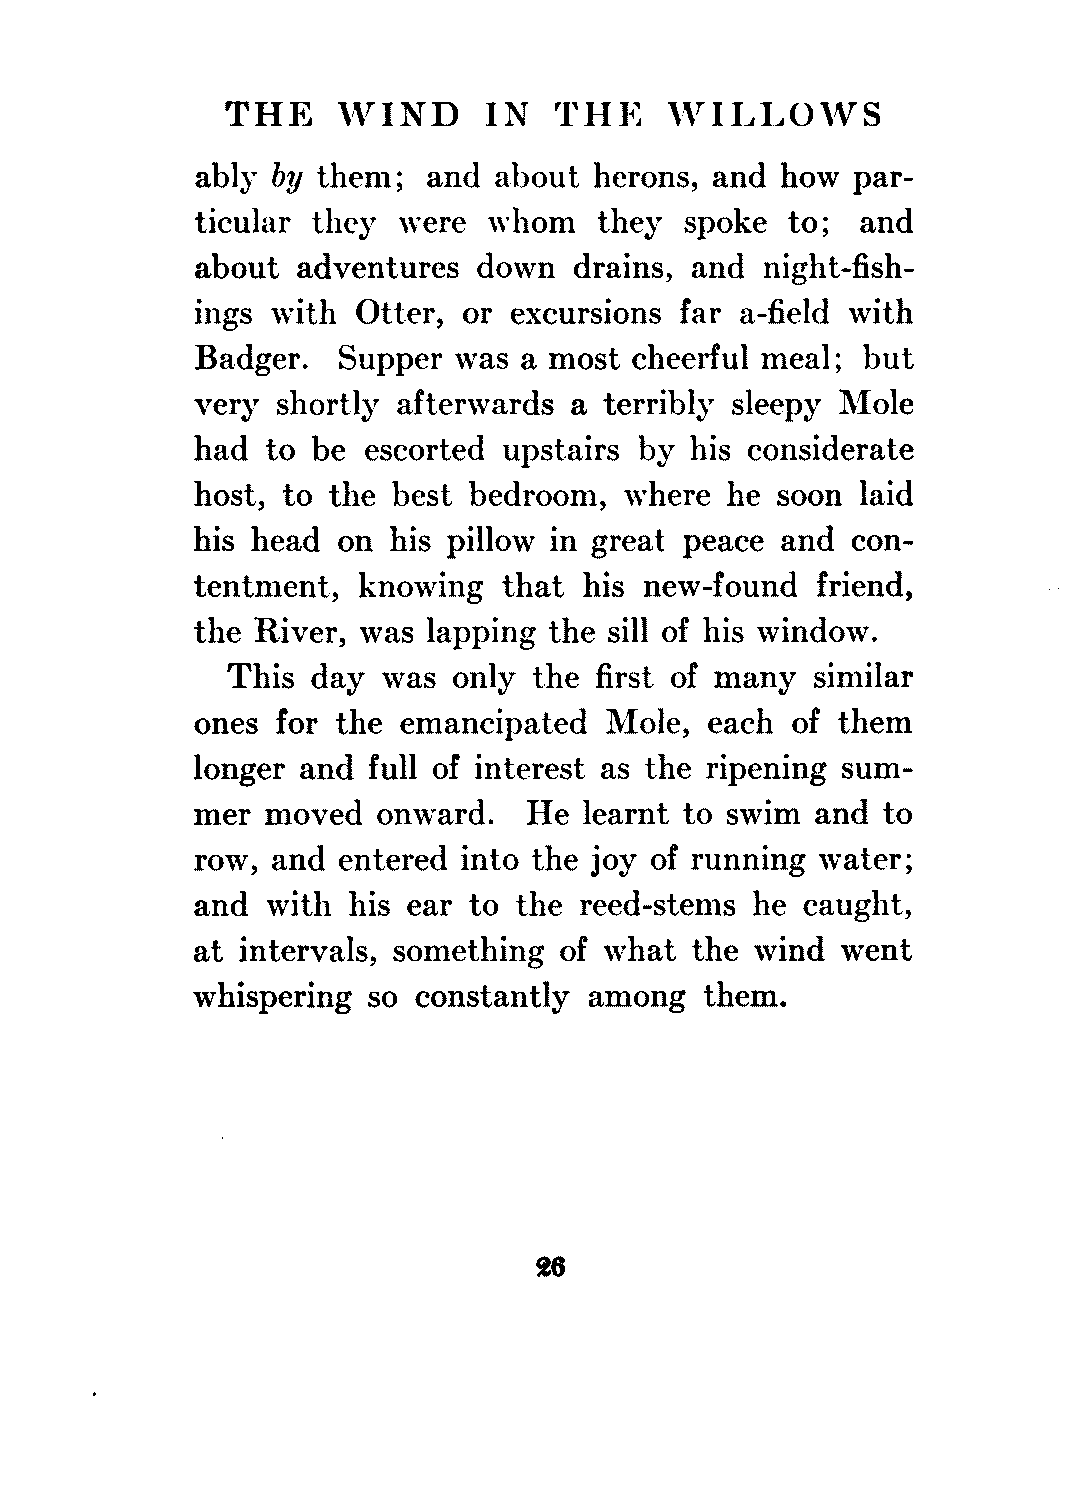 THE WIND IN THE WILLOWS
ably by them; and about herons, and how par-
ticular they were whom they spoke to; and
about adventures down drains, and night-fish-
ings with Otter, or excursions far a-field with
Badger. Supper was a most cheerful meal; but
very shortly afterwards a terribly sleepy Mole
had to be escorted upstairs by his considerate
host, to the best bedroom, where he soon laid
his head on his pillow in great peace and con-
tentment, knowing that his new-found friend,
the River, was lapping the sill of his window.
This day was only the first of many similar
ones for the emancipated Mole, each of them
longer and full of interest as the ripening sum-
mer moved onward. He learnt to swim and to
row, and entered into the joy of running water;
and with his ear to the reed-stems he caught,
at intervals, something of what the wind went
whispering so constantly among them.
26